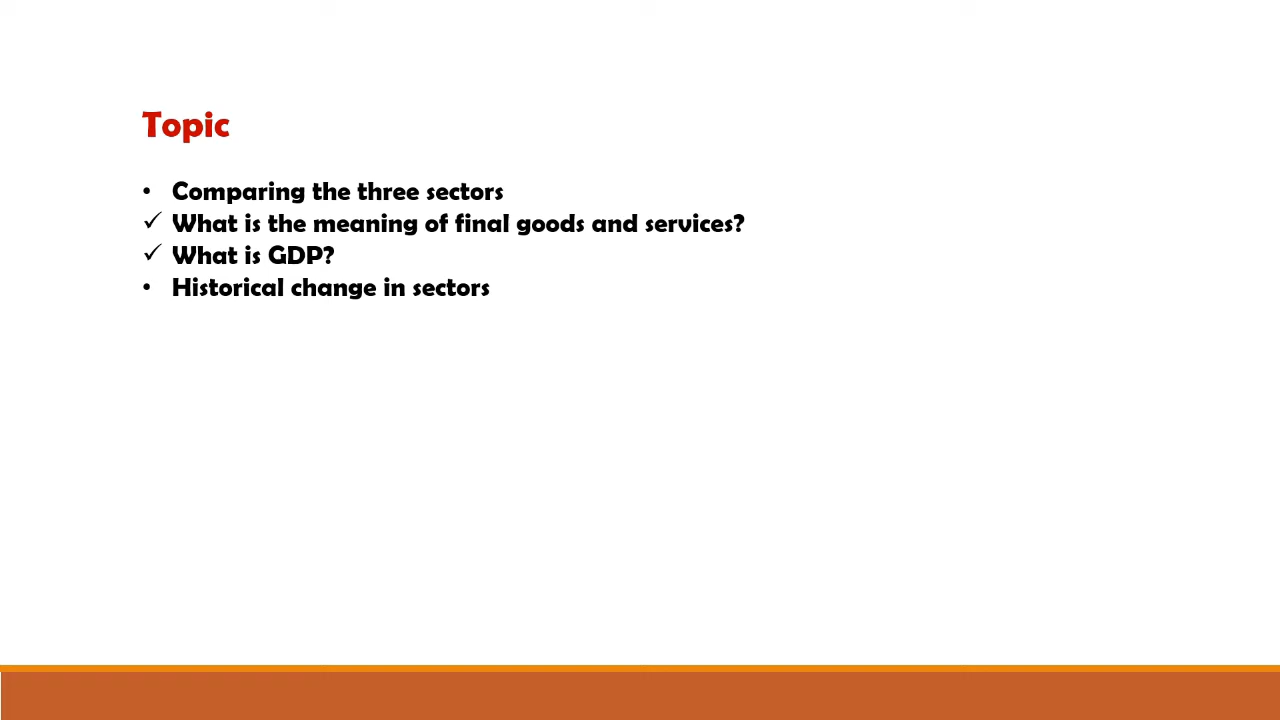 Topic
• Comparing the three sectors
✓ What is the meaning of final goods and services?
✓ What is GDP?
• Historical change in sectors